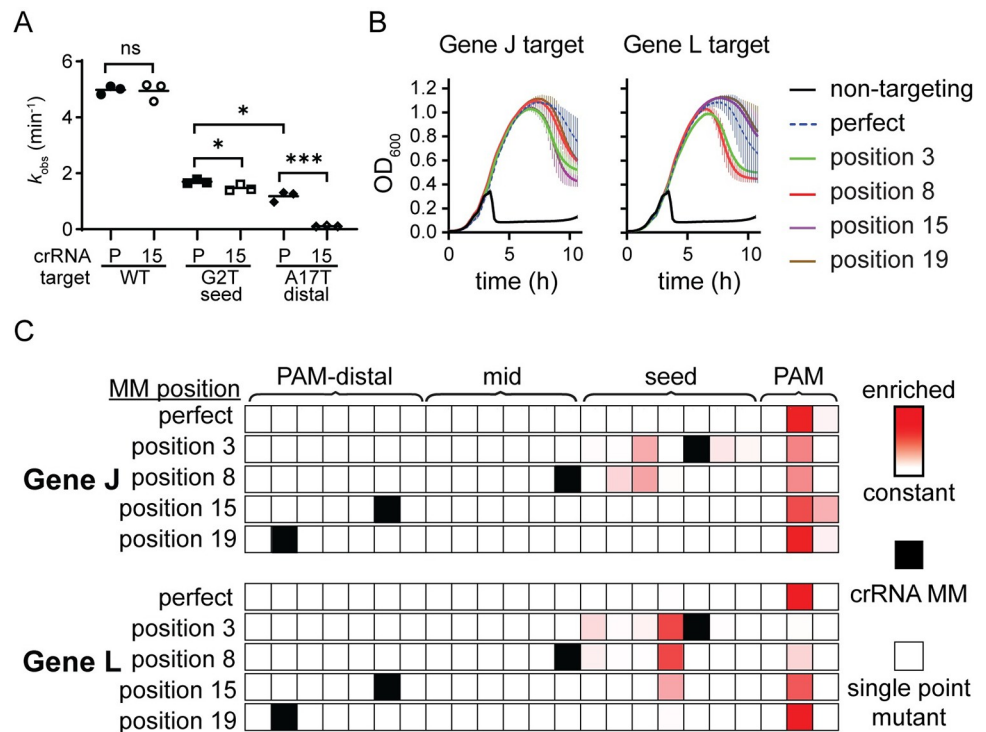 A
ns
6
4
2
0
kobs (min-1)
*
*
***
crRNA P 15 P 15 P 15
target WT G2T A17T
seed distal
B
Gene J target
Gene L target
OD600
1.2
1.0
0.8
0.6
0.4
0.2
0.0
0 5 10
0 5 10
time (h)
time (h)
non-targeting
perfect
position 3
position 8
position 15
position 19
C
MM position PAM-distal mid seed PAM
Gene J
perfect
position 3
position 8
position 15
position 19
Gene L
perfect
position 3
position 8
position 15
position 19
enriched
constant
crRNA MM
single point
mutant